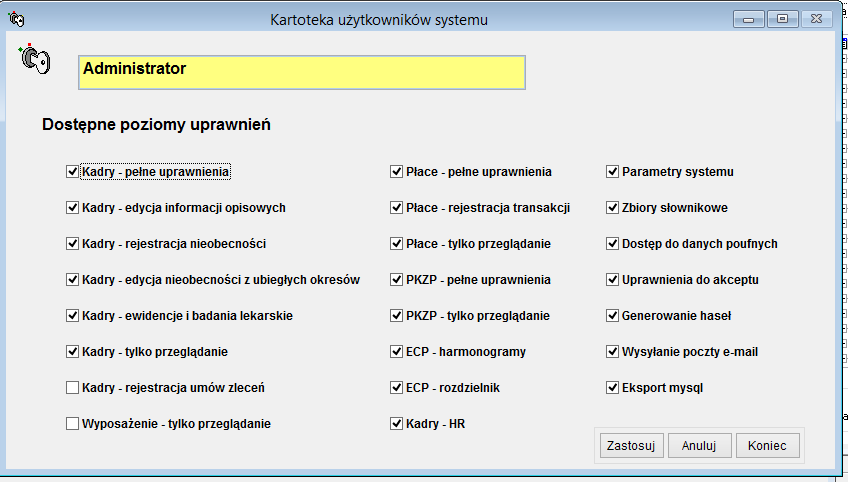 Kartoteka użytkowników systemu
Administrator
Dostępne poziomy uprawnień
Kadry - pełne uprawnienia
Kadry - edycja informacji opisowych
Kadry - rejestracja nieobecności
Kadry - edycja nieobecności z ubiegłych okresów
Kadry - ewidencje i badania lekarskie
Kadry - tylko przeglądanie
Kadry - rejestracja umów zleceń
Wyposażenie - tylko przeglądanie
Płace - pełne uprawnienia
Płace - rejestracja transakcji
Płace - tylko przeglądanie
PKZP - pełne uprawnienia
PKZP - tylko przeglądanie
ECP - harmonogramy
ECP - rozdzielnik
Kadry - HR
Parametry systemu
Zbiory słownikowe
Dostęp do danych poufnych
Uprawnienia do akceptu
Generowanie haseł
Wysyłanie poczty e-mail
Eksport mysql
Zastosuj
Anuluj
Koniec